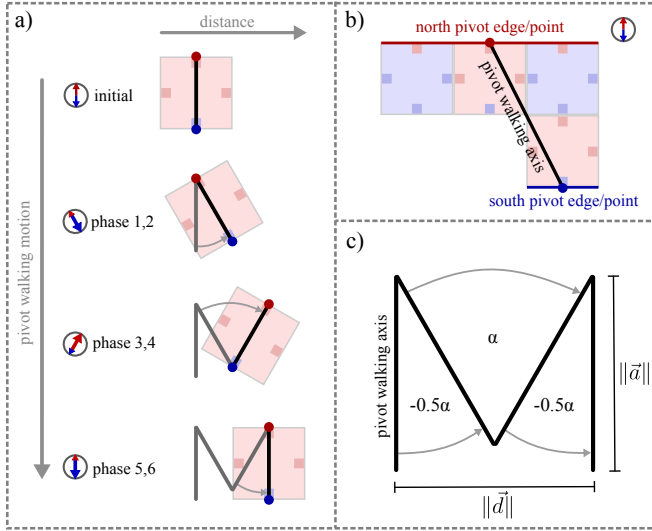 a)
distance
pivot walking motion
initial
phase 1,2
phase 3,4
phase 5,6
b)
north pivot edge/point
pivot walking axis
south pivot edge/point
c)
pivot walking axis
α
-0.5α
-0.5α
||a⃗||
||d⃗||